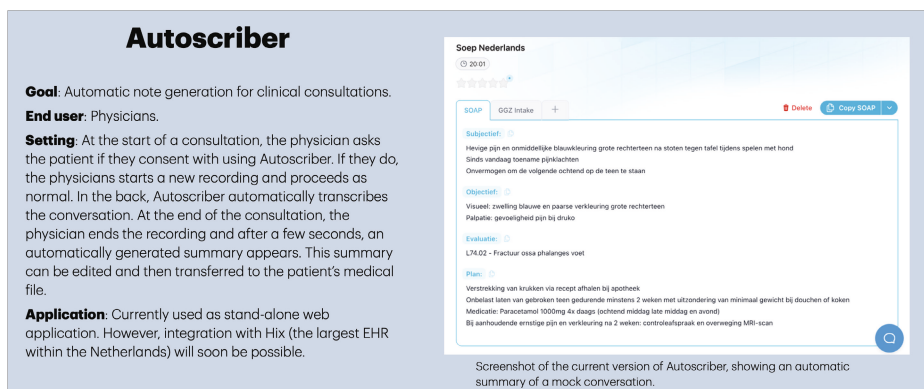 Autoscriber
Goal: Automatic note generation for clinical consultations.
End user: Physicians.
Setting: At the start of a consultation, the physician asks
the patient if they consent with using Autoscriber. If they do,
the physicians starts a new recording and proceeds as
normal. In the back, Autoscriber automatically transcribes
the conversation. At the end of the consultation, the
physician ends the recording and after a few seconds, an
automatically generated summary appears. This summary
can be edited and then transferred to the patient's medical
file.
Application: Currently used as stand-alone web
application. However, integration with Hix (the largest EHR
within the Netherlands) will soon be possible.
Soep Nederlands
20:01
SOAP GGZ Intake + Delete Copy SOAP
Subjectief:
Hevige pijn en onmiddellijke blauwkleuring grote rechterteen na stoten tegen tafel tijdens spelen met hond
Sinds vandaag toename pijnklachten
Onvermogen om de volgende ochtend op de teen te staan
Objectief:
Visueel: zwelling blauwe en paarse verkleuring grote rechterteen
Palpatie: gevoeligheid pijn bij druko
Evaluatie:
L74.02 - Fractuur ossa phalanges voet
Plan:
Verstrekking van krukken via recept afhalen bij apotheek
Onbelast laten van gebroken teen gedurende minstens 2 weken met uitzondering van minimaal gewicht bij douchen of koken
Medicatie: Paracetamol 1000mg 4x daags (ochtend middag late middag en avond)
Bij aanhoudende ernstige pijn en verkleuring na 2 weken: controleafspraak en overweging MRI-scan
Screenshot of the current version of Autoscriber, showing an automatic
summary of a mock conversation.